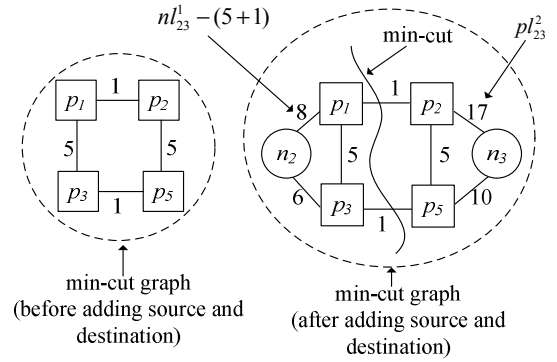 nl¹₂₃ − (5+1)
min-cut
pl²₂₃
1
p₁ p₂
5 5
p₃ p₅
1
1
8 p₁ p₂ 17
n₂ 5 5 n₃
6 p₃ p₅ 10
1
min-cut graph
(before adding source and
destination)
min-cut graph
(after adding source and
destination)